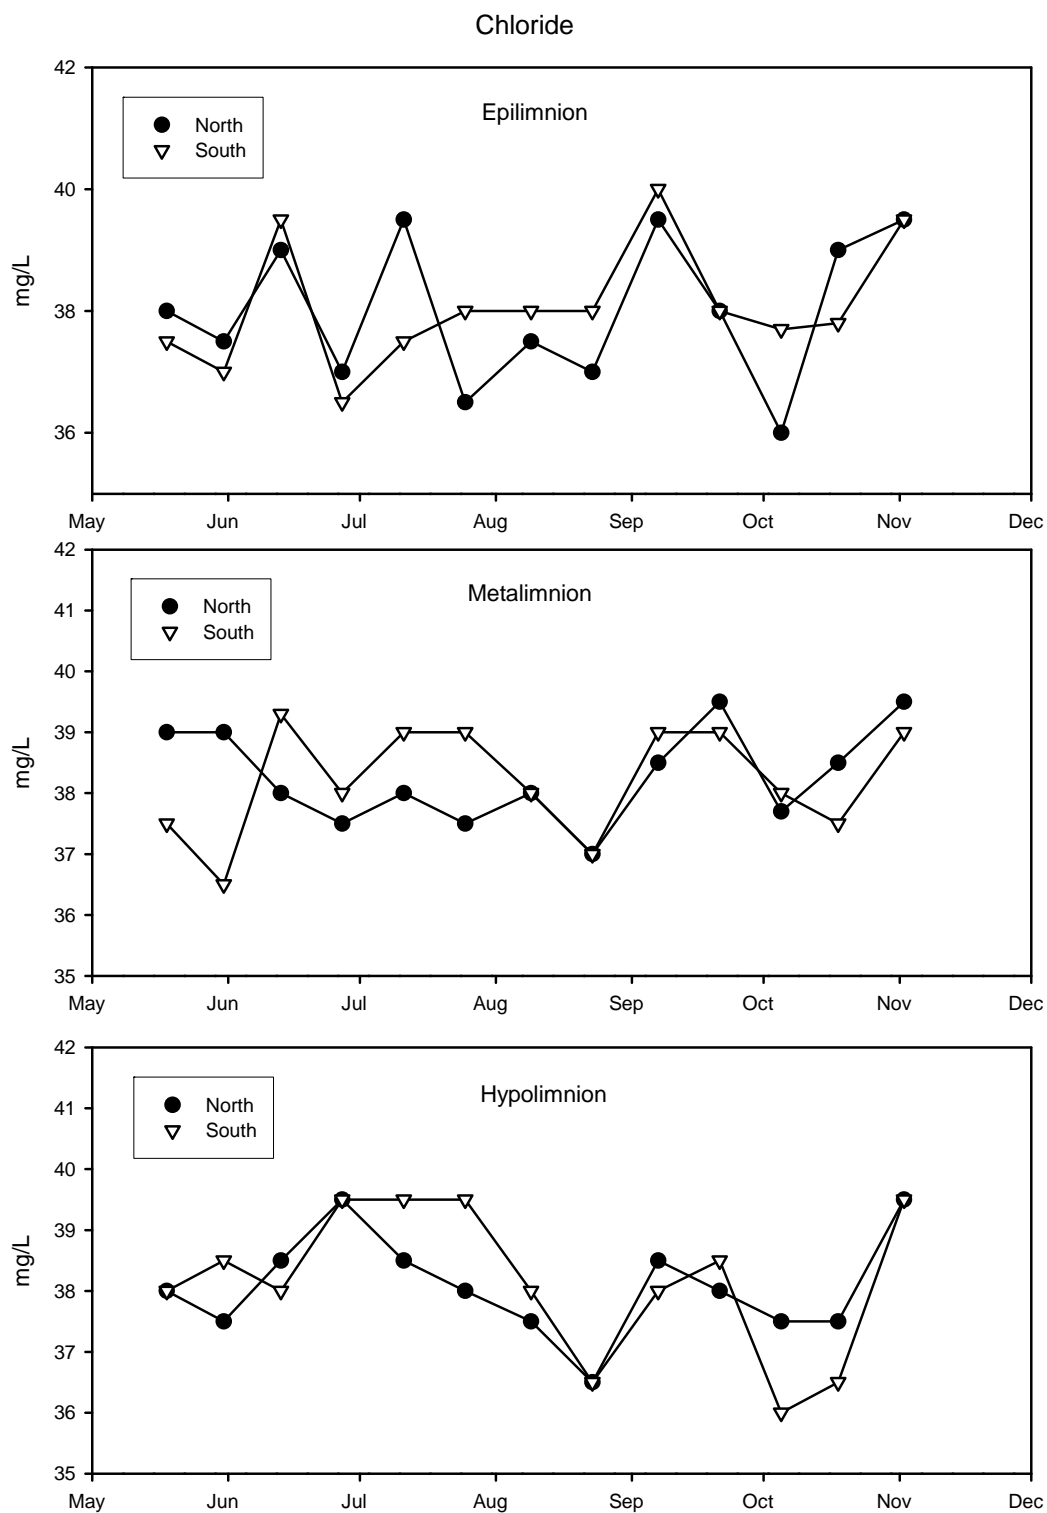 Chloride
42
Epilimnion
North
South
40
mg/L
38
36
May Jun Jul Aug Sep Oct Nov Dec
42
Metalimnion
North
South
41
40
39
mg/L
38
37
36
35
May Jun Jul Aug Sep Oct Nov Dec
42
Hypolimnion
North
South
41
40
39
mg/L
38
37
36
35
May Jun Jul Aug Sep Oct Nov Dec